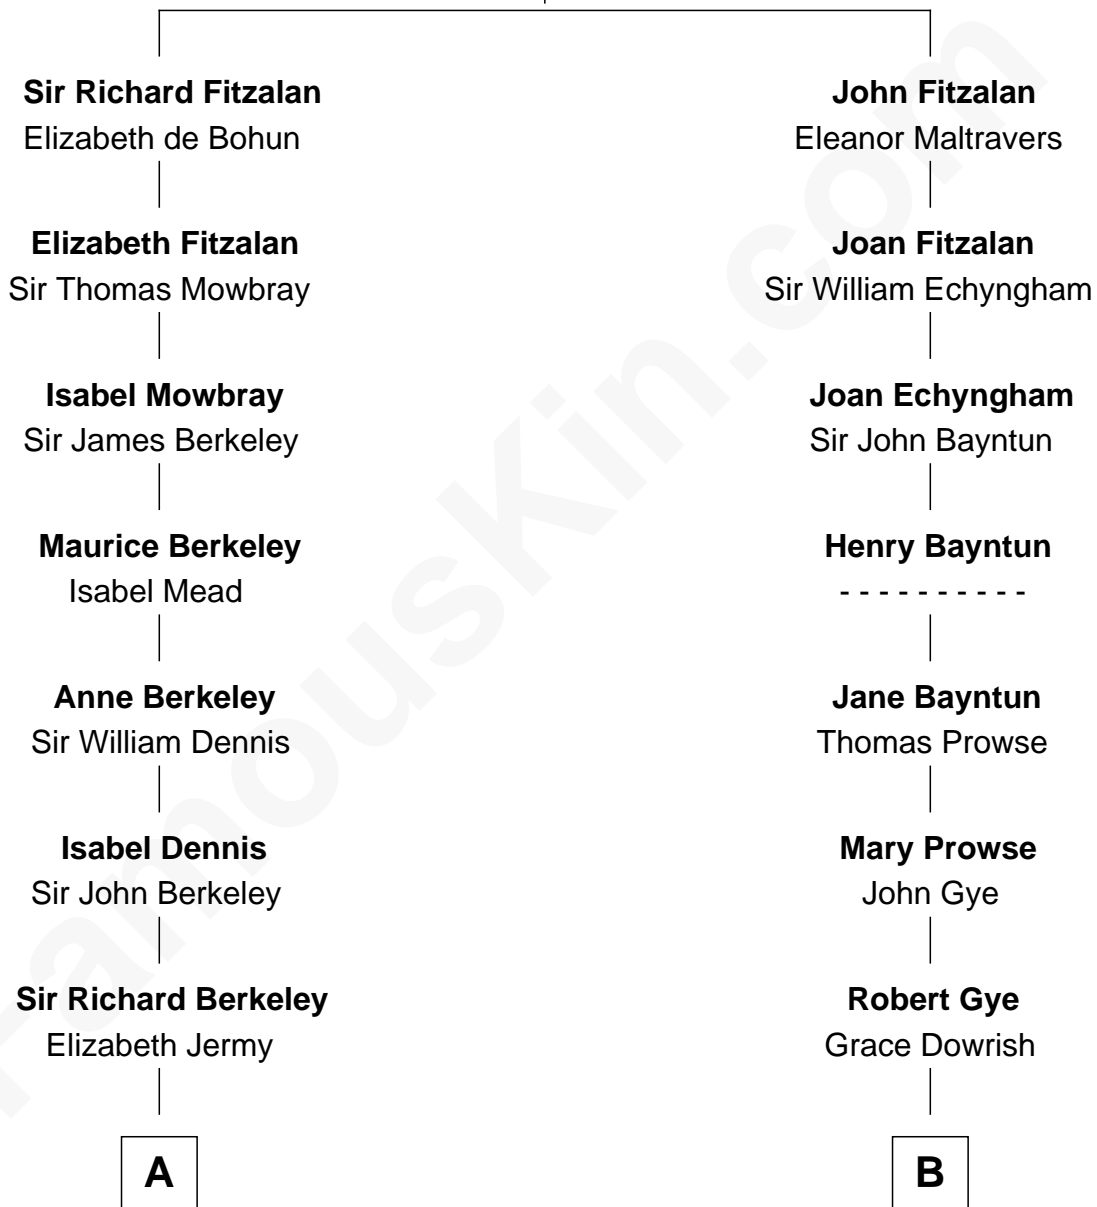 Sir Richard Fitzalan
Elizabeth de Bohun
Elizabeth Fitzalan
Sir Thomas Mowbray
Isabel Mowbray
Sir James Berkeley
Maurice Berkeley
Isabel Mead
Anne Berkeley
Sir William Dennis
Isabel Dennis
Sir John Berkeley
Sir Richard Berkeley
Elizabeth Jermy
A
John Fitzalan
Eleanor Maltravers
Joan Fitzalan
Sir William Echyngham
Joan Echyngham
Sir John Bayntun
Henry Bayntun
- - - - - - - - - -
Jane Bayntun
Thomas Prowse
Mary Prowse
John Gye
Robert Gye
Grace Dowrish
B
FamousKin.com